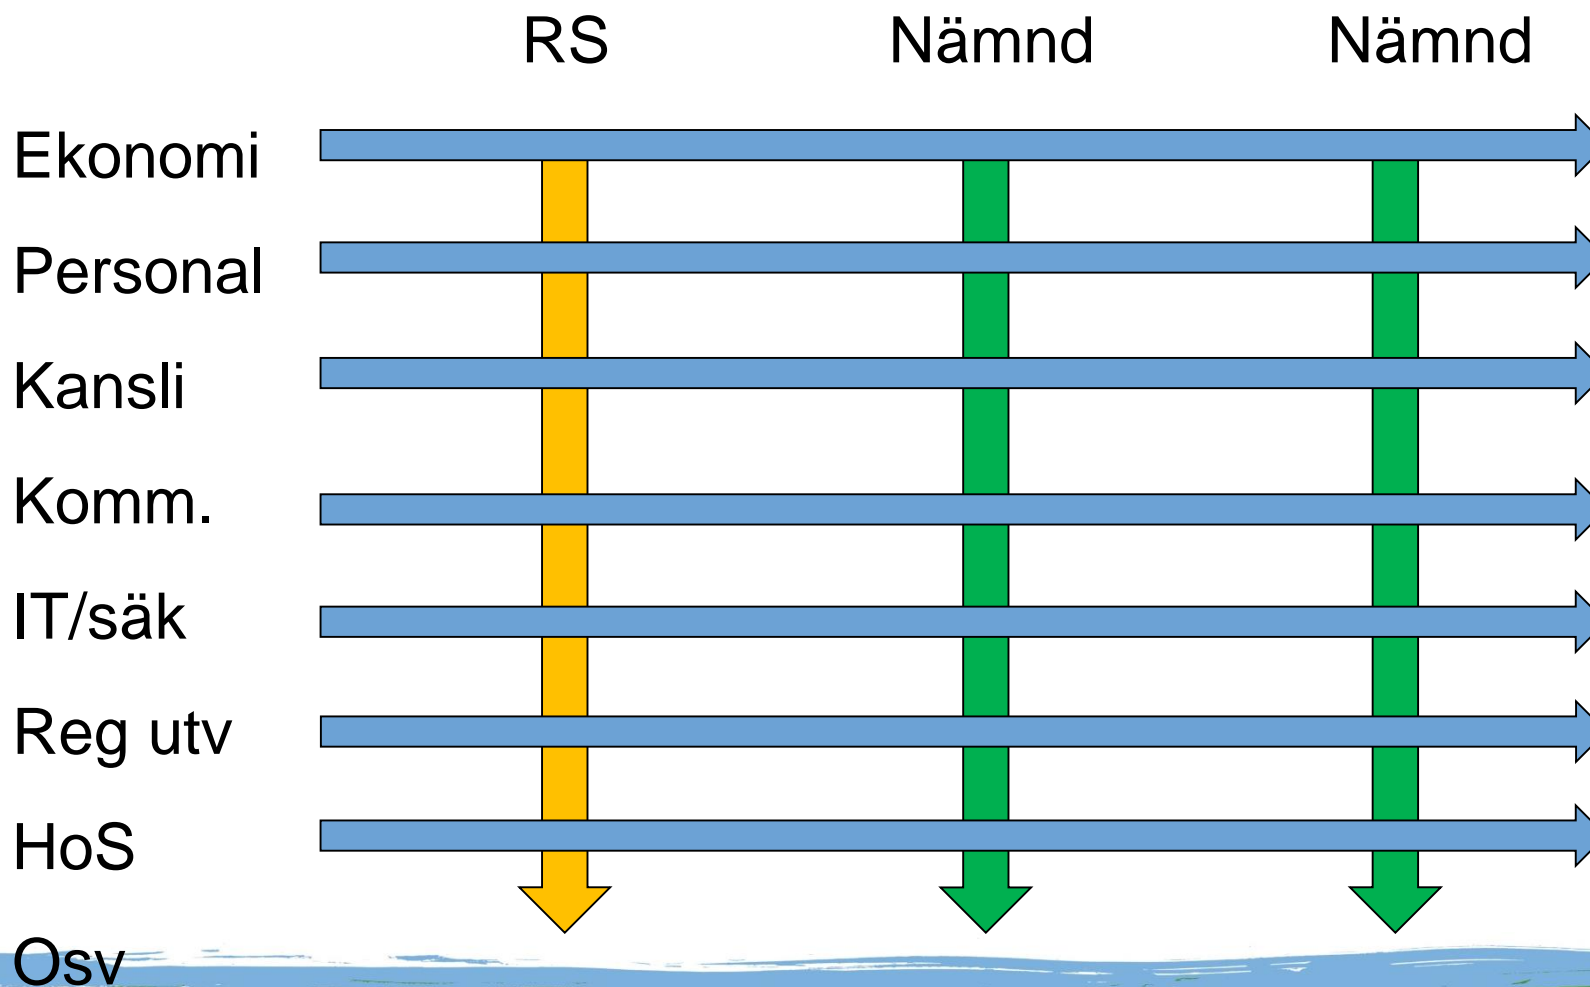 RS Nämnd Nämnd
Ekonomi
Personal
Kansli
Komm.
IT/säk
Reg utv
HoS
Osv